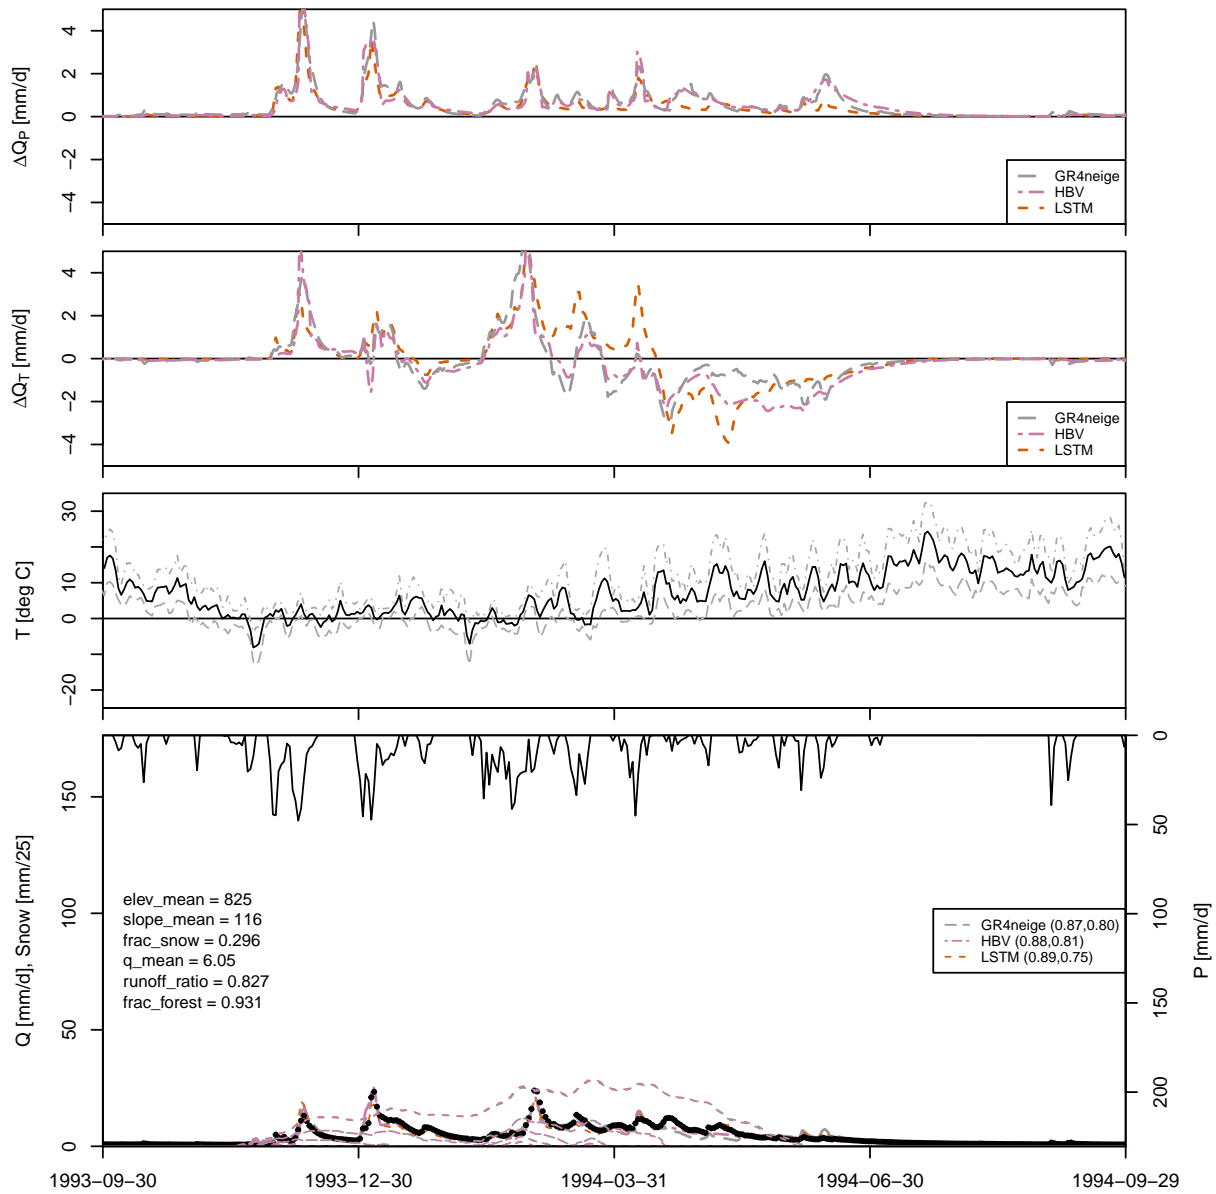 ΔQP [mm/d]
4
2
0
−2
−4
GR4neige
HBV
LSTM
ΔQT [mm/d]
4
2
0
−2
−4
GR4neige
HBV
LSTM
T [deg C]
30
10
0
−20
Q [mm/d], Snow [mm/25]
150
100
50
0
P [mm/d]
0
50
100
150
200
elev_mean = 825
slope_mean = 116
frac_snow = 0.296
q_mean = 6.05
runoff_ratio = 0.827
frac_forest = 0.931
GR4neige (0.87,0.80)
HBV (0.88,0.81)
LSTM (0.89,0.75)
1993−09−30
1993−12−30
1994−03−31
1994−06−30
1994−09−29